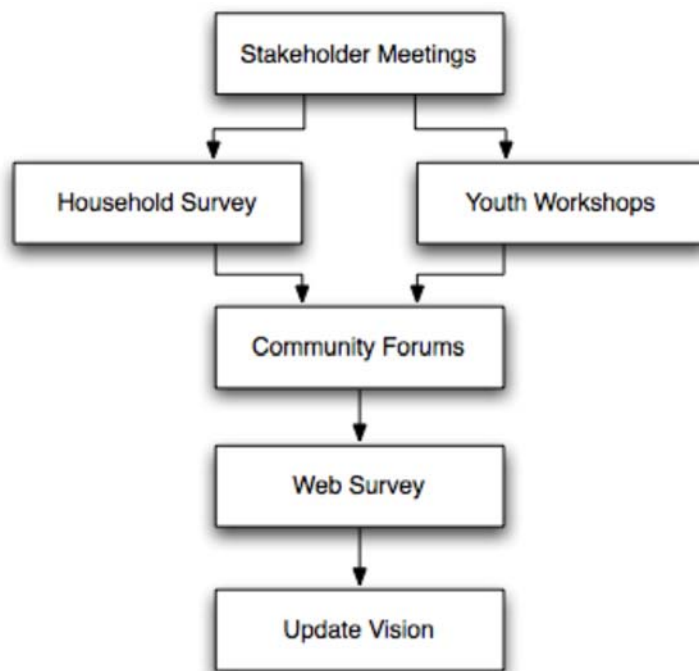 Stakeholder Meetings
Household Survey
Youth Workshops
Community Forums
Web Survey
Update Vision